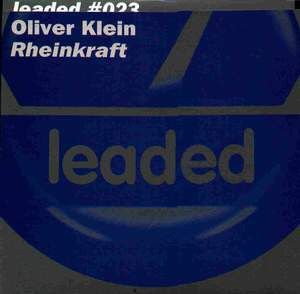 leaded #023
Oliver Klein
Rheinkraft
leaded